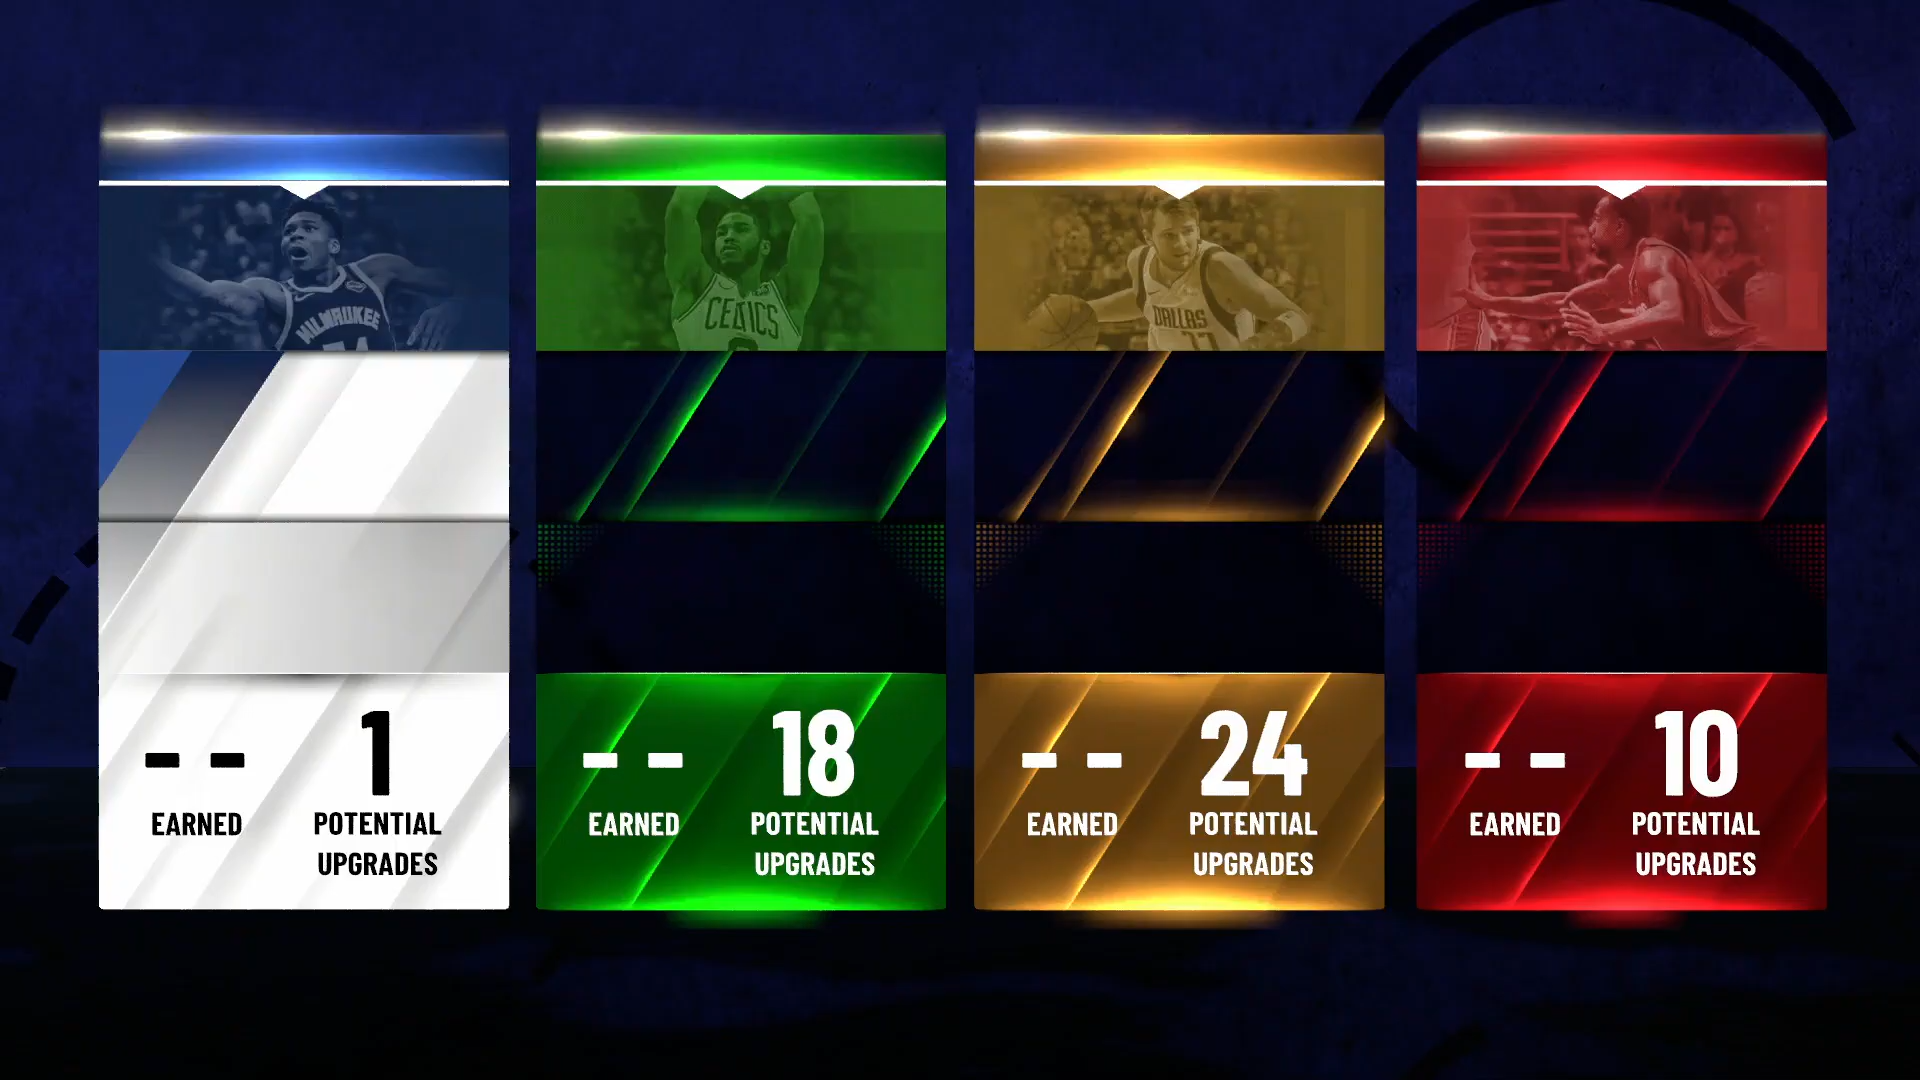 MILWAUKEE
CELTICS
DALLAS
77
-- 1
EARNED POTENTIAL
UPGRADES
-- 18
EARNED POTENTIAL
UPGRADES
-- 24
EARNED POTENTIAL
UPGRADES
-- 10
EARNED POTENTIAL
UPGRADES